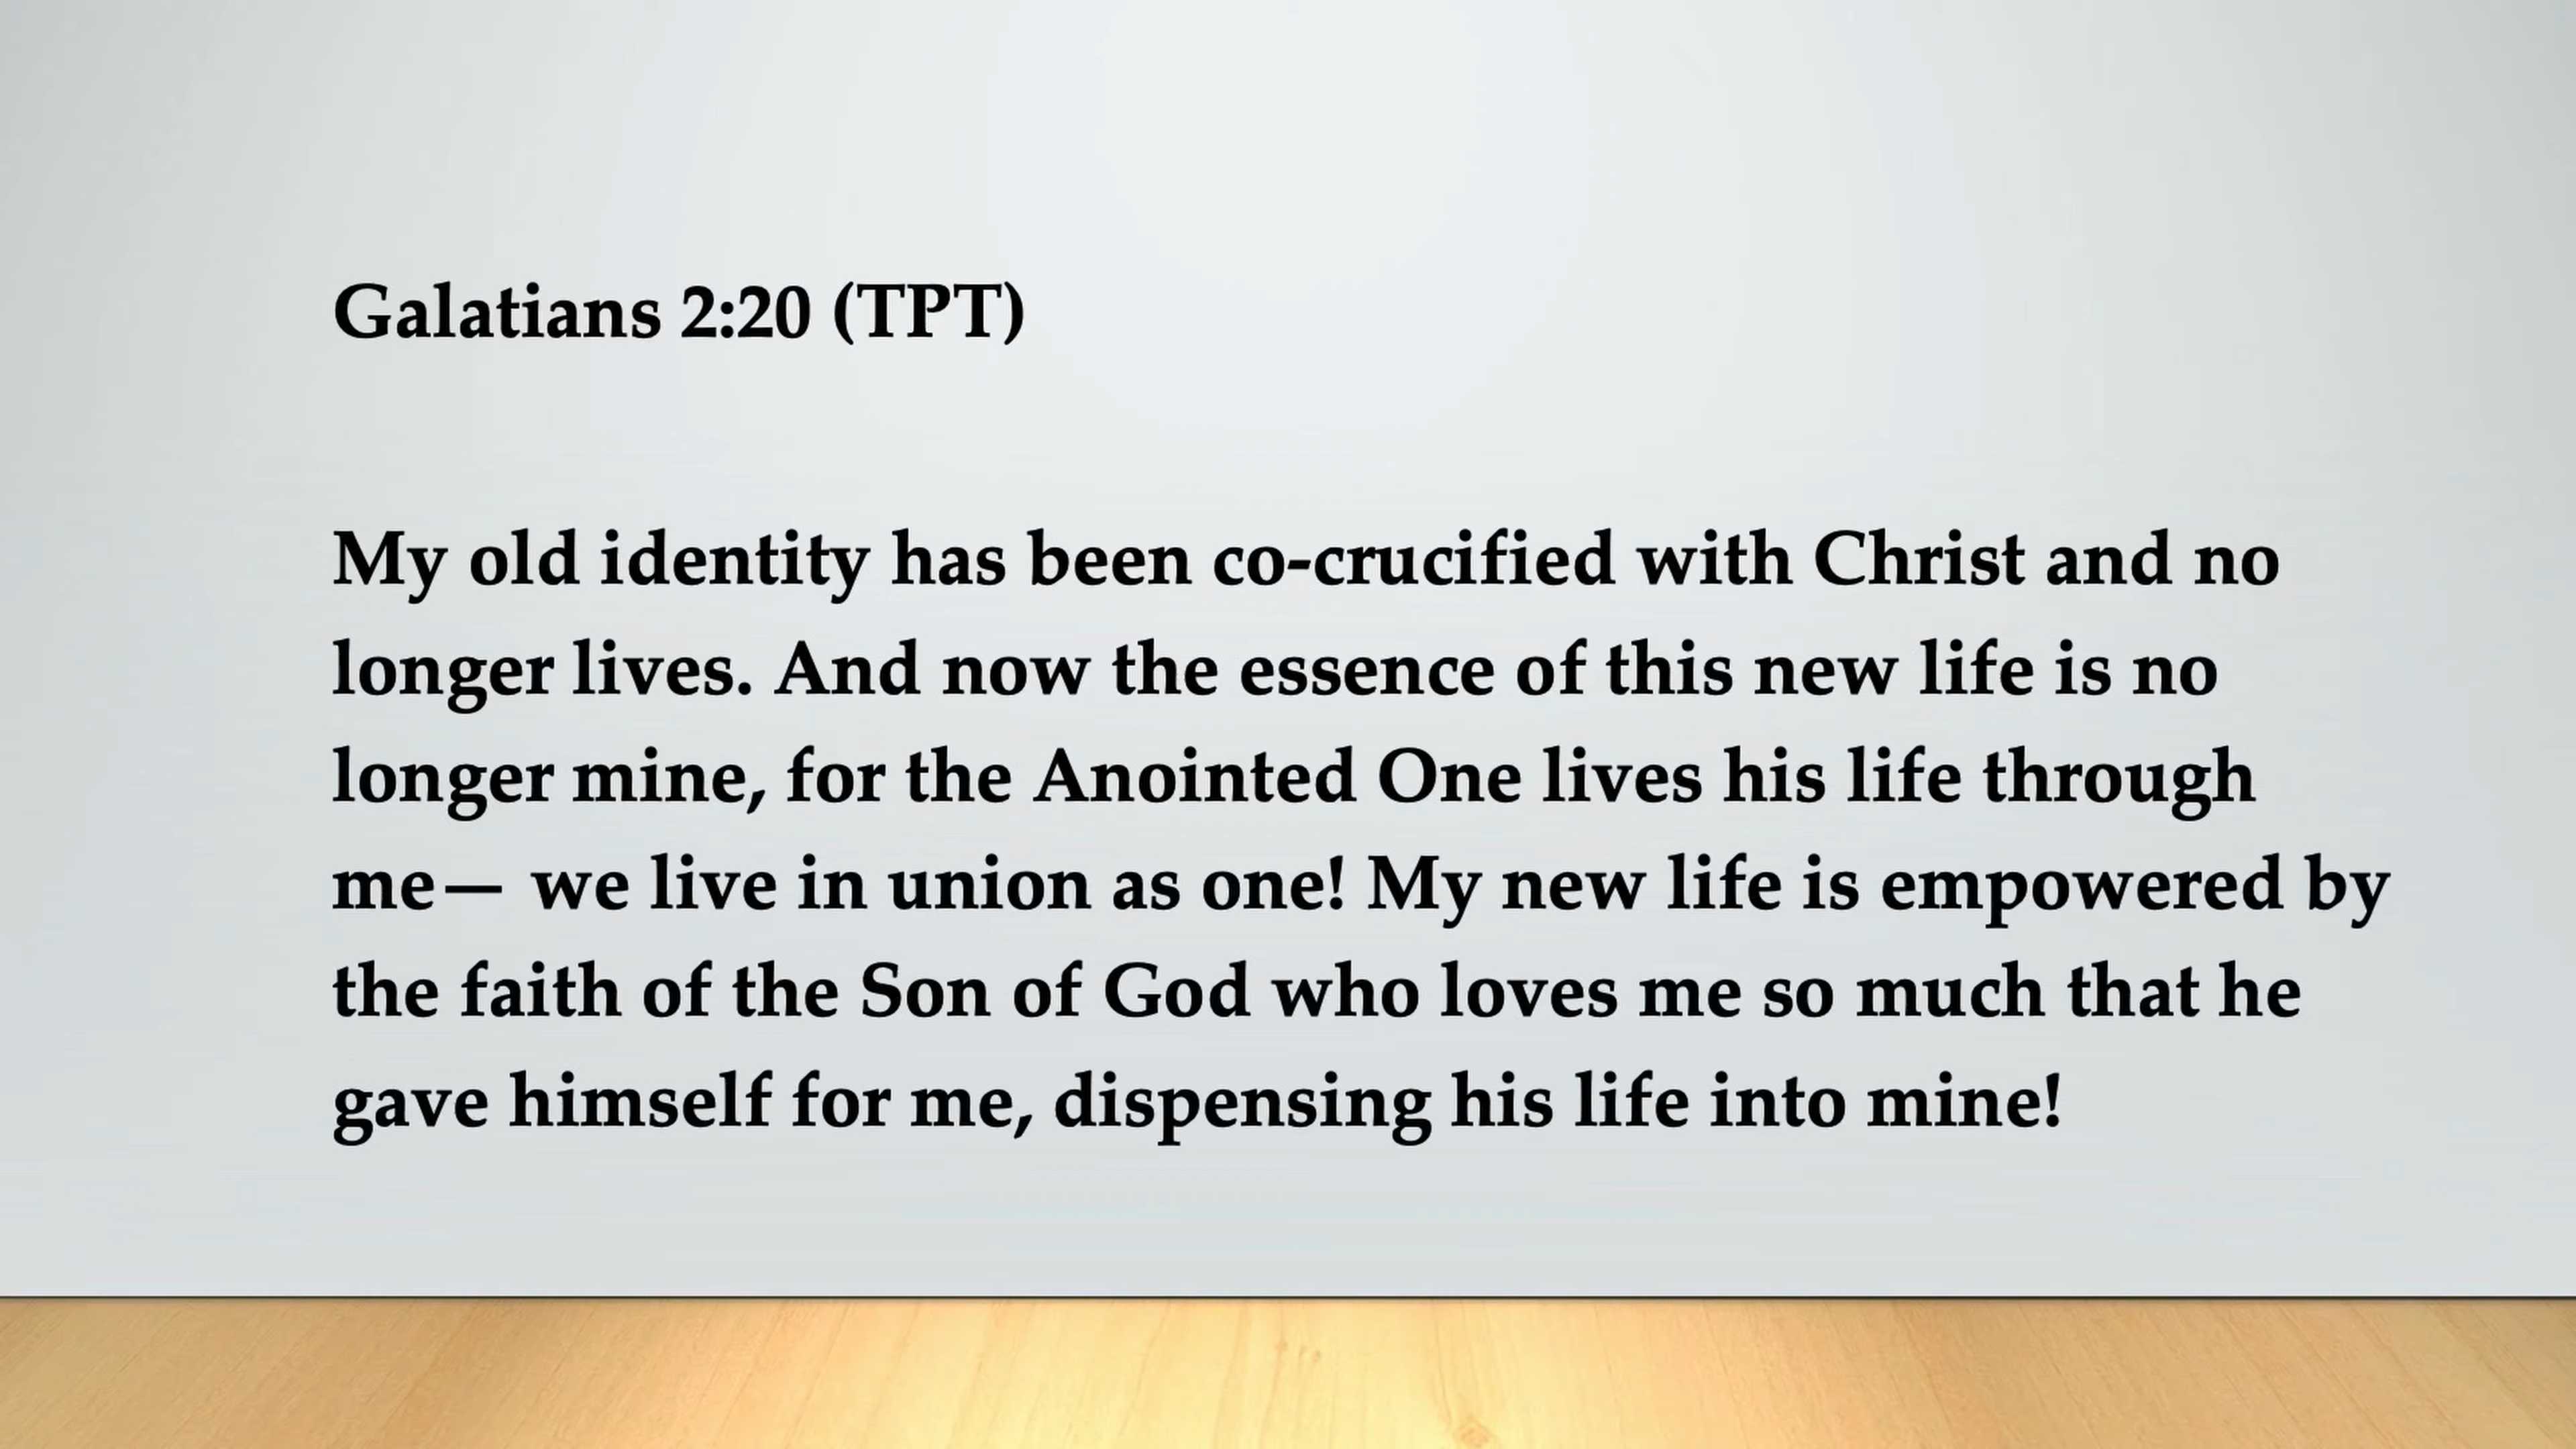 Galatians 2:20 (TPT)
My old identity has been co-crucified with Christ and no
longer lives. And now the essence of this new life is no
longer mine, for the Anointed One lives his life through
me— we live in union as one! My new life is empowered by
the faith of the Son of God who loves me so much that he
gave himself for me, dispensing his life into mine!